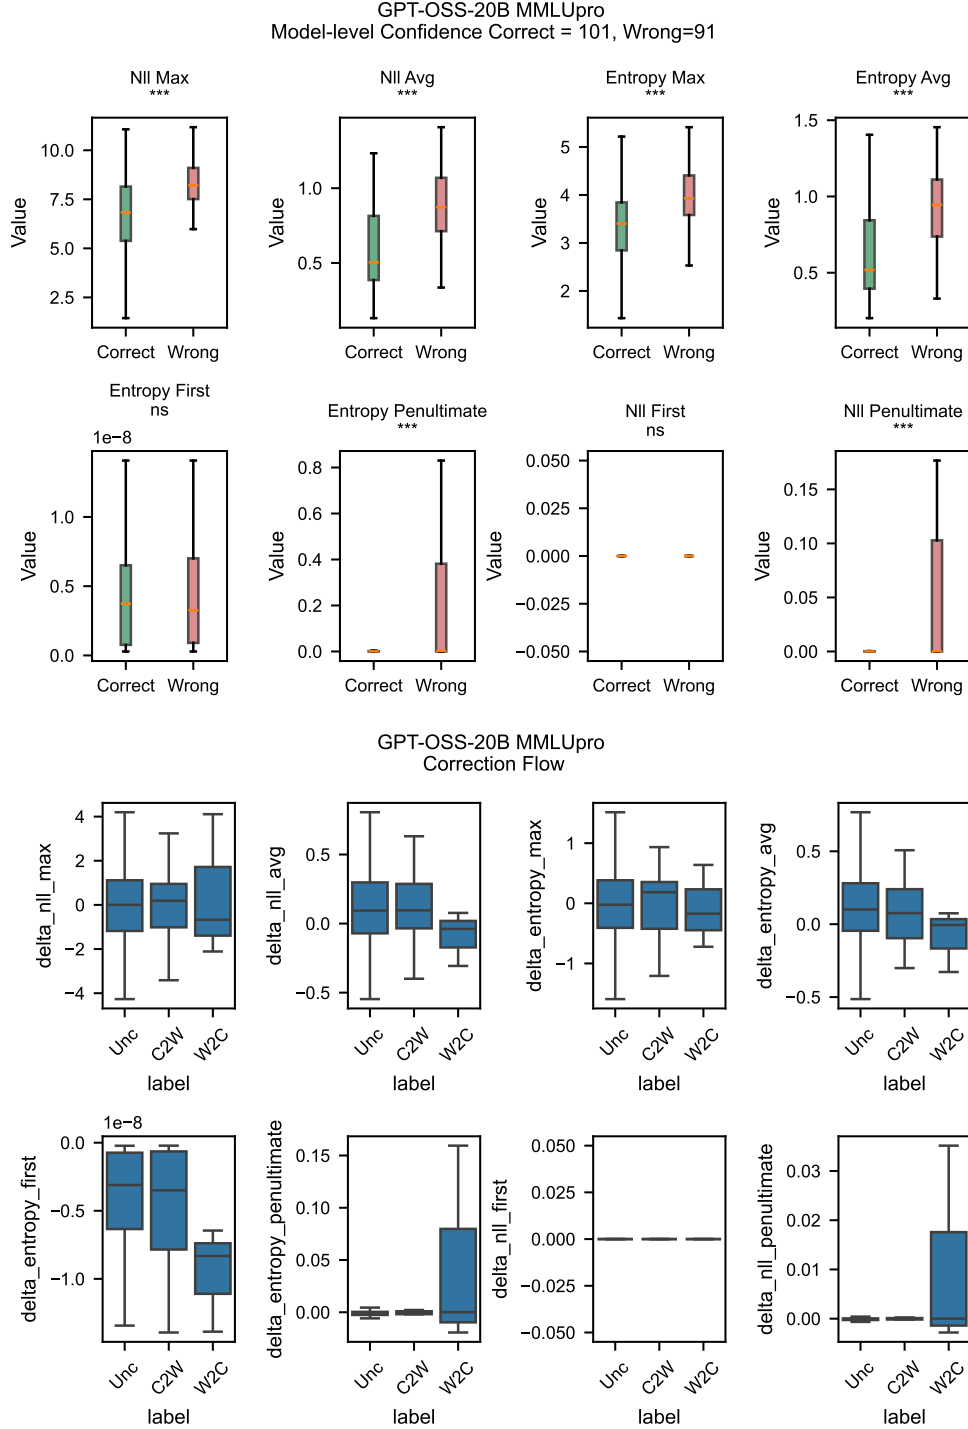 GPT-OSS-20B MMLUpro
Model-level Confidence Correct = 101, Wrong=91
Nll Max
***
Value
10.0
7.5
5.0
2.5
Correct Wrong
Nll Avg
***
Value
1.0
0.5
Correct Wrong
Entropy Max
***
Value
5
4
3
2
Correct Wrong
Entropy Avg
***
Value
1.5
1.0
0.5
Correct Wrong
Entropy First
ns
1e−8
Value
1.0
0.5
0.0
Correct Wrong
Entropy Penultimate
***
Value
0.8
0.6
0.4
0.2
0.0
Correct Wrong
Nll First
ns
Value
0.050
0.025
0.000
−0.025
−0.050
Correct Wrong
Nll Penultimate
***
Value
0.15
0.10
0.05
0.00
Correct Wrong
GPT-OSS-20B MMLUpro
Correction Flow
delta_nll_max
4
2
0
−2
−4
Unc C2W W2C
label
delta_nll_avg
0.5
0.0
−0.5
Unc C2W W2C
label
delta_entropy_max
1
0
−1
Unc C2W W2C
label
delta_entropy_avg
0.5
0.0
−0.5
Unc C2W W2C
label
1e−8
delta_entropy_first
0.0
−0.5
−1.0
Unc C2W W2C
label
delta_entropy_penultimate
0.15
0.10
0.05
0.00
Unc C2W W2C
label
delta_nll_first
0.050
0.025
0.000
−0.025
−0.050
Unc C2W W2C
label
delta_nll_penultimate
0.03
0.02
0.01
0.00
Unc C2W W2C
label